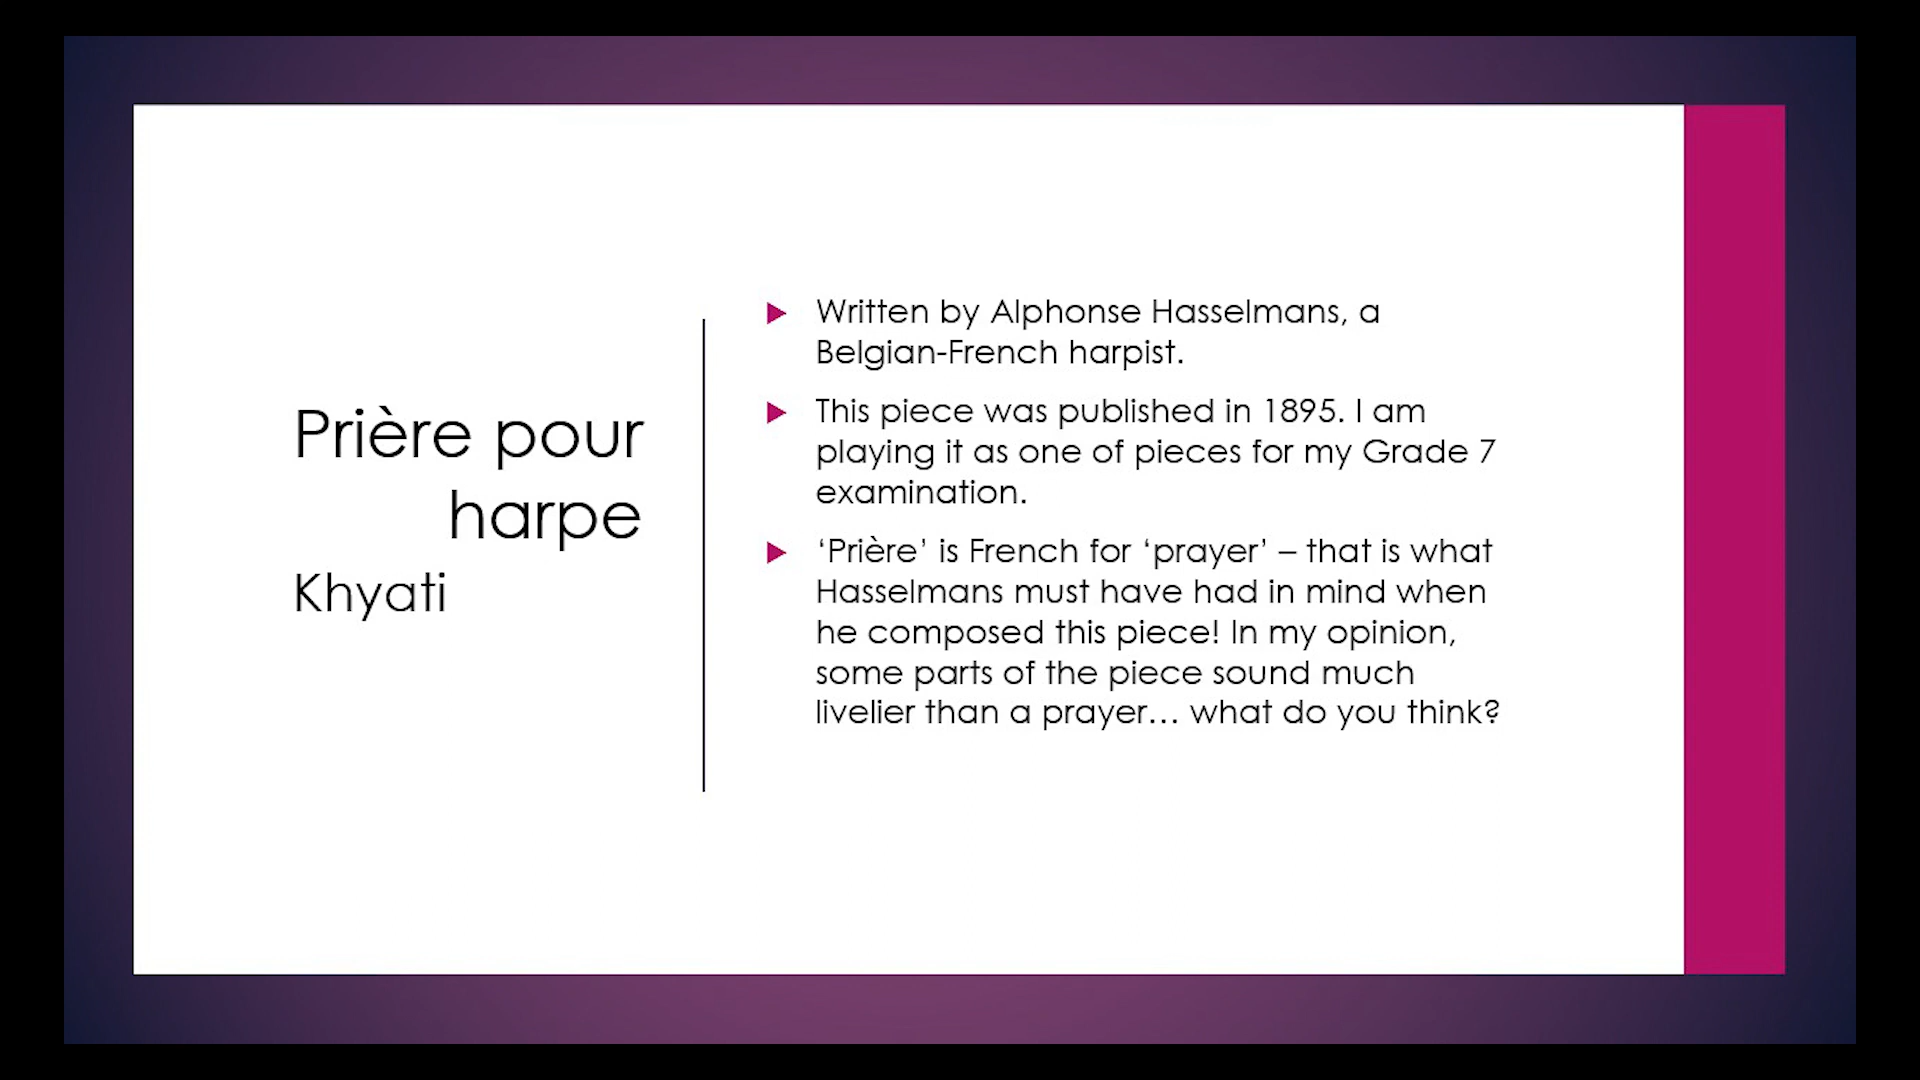 Prière pour
harpe
Khyati
Written by Alphonse Hasselmans, a
Belgian-French harpist.
This piece was published in 1895. I am
playing it as one of pieces for my Grade 7
examination.
‘Prière’ is French for ‘prayer’ – that is what
Hasselmans must have had in mind when
he composed this piece! In my opinion,
some parts of the piece sound much
livelier than a prayer… what do you think?